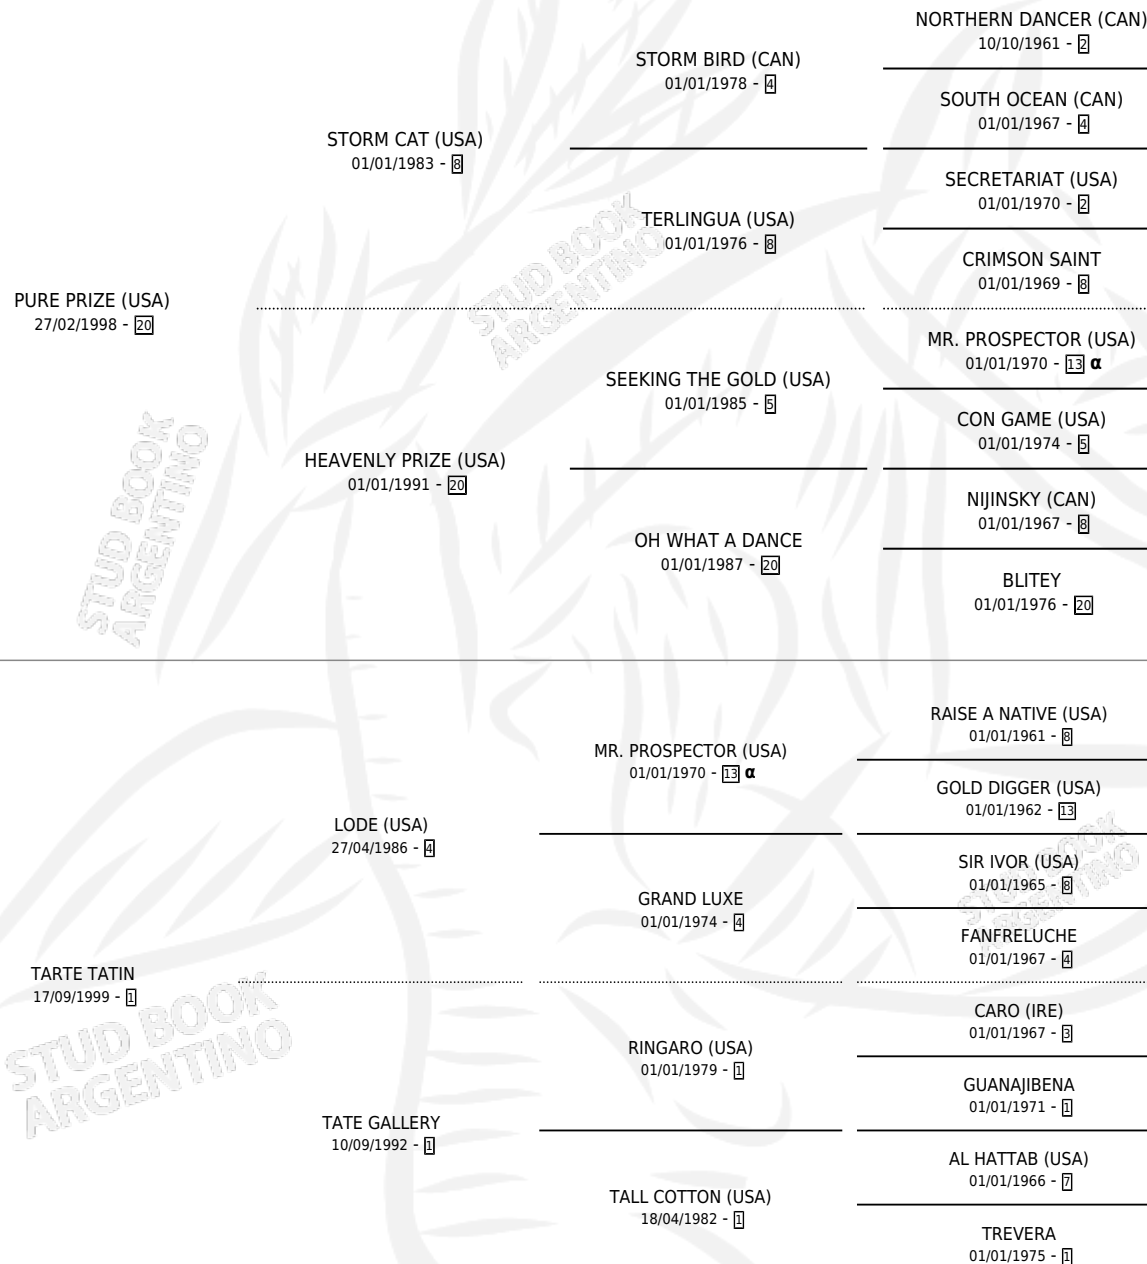 NORTHERN DANCER (CAN)
10/10/1961 - 2
STORM BIRD (CAN)
01/01/1978 - 4
SOUTH OCEAN (CAN)
01/01/1967 - 4
STORM CAT (USA)
01/01/1983 - 8
SECRETARIAT (USA)
01/01/1970 - 2
TERLINGUA (USA)
01/01/1976 - 8
CRIMSON SAINT
01/01/1969 - 8
PURE PRIZE (USA)
27/02/1998 - 20
MR. PROSPECTOR (USA)
01/01/1970 - 13 α
SEEKING THE GOLD (USA)
01/01/1985 - 5
CON GAME (USA)
01/01/1974 - 5
HEAVENLY PRIZE (USA)
01/01/1991 - 20
NIJINSKY (CAN)
01/01/1967 - 8
OH WHAT A DANCE
01/01/1987 - 20
BLITEY
01/01/1976 - 20
RAISE A NATIVE (USA)
01/01/1961 - 8
MR. PROSPECTOR (USA)
01/01/1970 - 13 α
GOLD DIGGER (USA)
01/01/1962 - 13
LODE (USA)
27/04/1986 - 4
SIR IVOR (USA)
01/01/1965 - 8
GRAND LUXE
01/01/1974 - 4
FANFRELUCHE
01/01/1967 - 4
TARTE TATIN
17/09/1999 - 1
CARO (IRE)
01/01/1967 - 3
RINGARO (USA)
01/01/1979 - 1
GUANAJIBENA
01/01/1971 - 1
TATE GALLERY
10/09/1992 - 1
AL HATTAB (USA)
01/01/1966 - 7
TALL COTTON (USA)
18/04/1982 - 1
TREVERA
01/01/1975 - 1
STUD BOOK
ARGENTINO
STUD BOOK
ARGENTINO
STUD BOOK
ARGENTINO
STUD BOOK
ARGENTINO